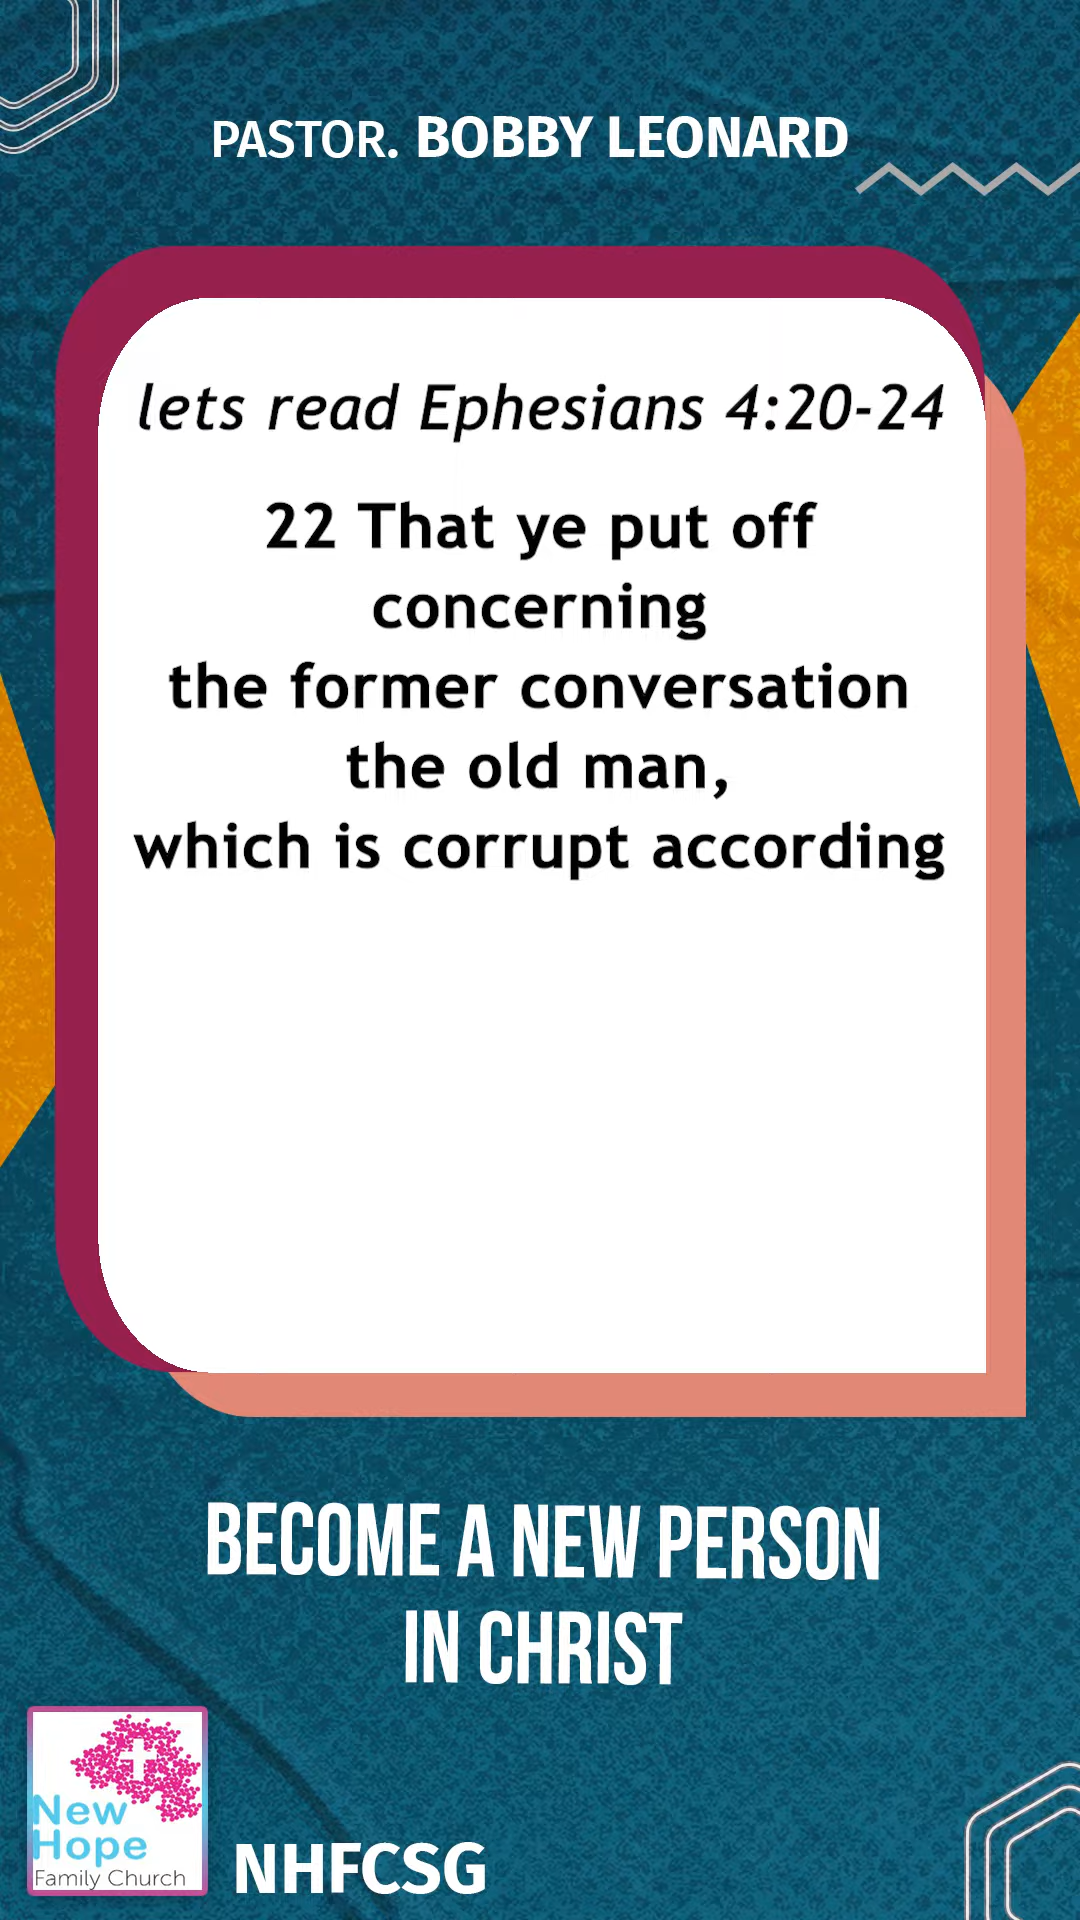 PASTOR. BOBBY LEONARD
lets read Ephesians 4:20-24
22 That ye put off
concerning
the former conversation
the old man,
which is corrupt according
BECOME A NEW PERSON
IN CHRIST
New
Hope
Family Church
NHFCSG